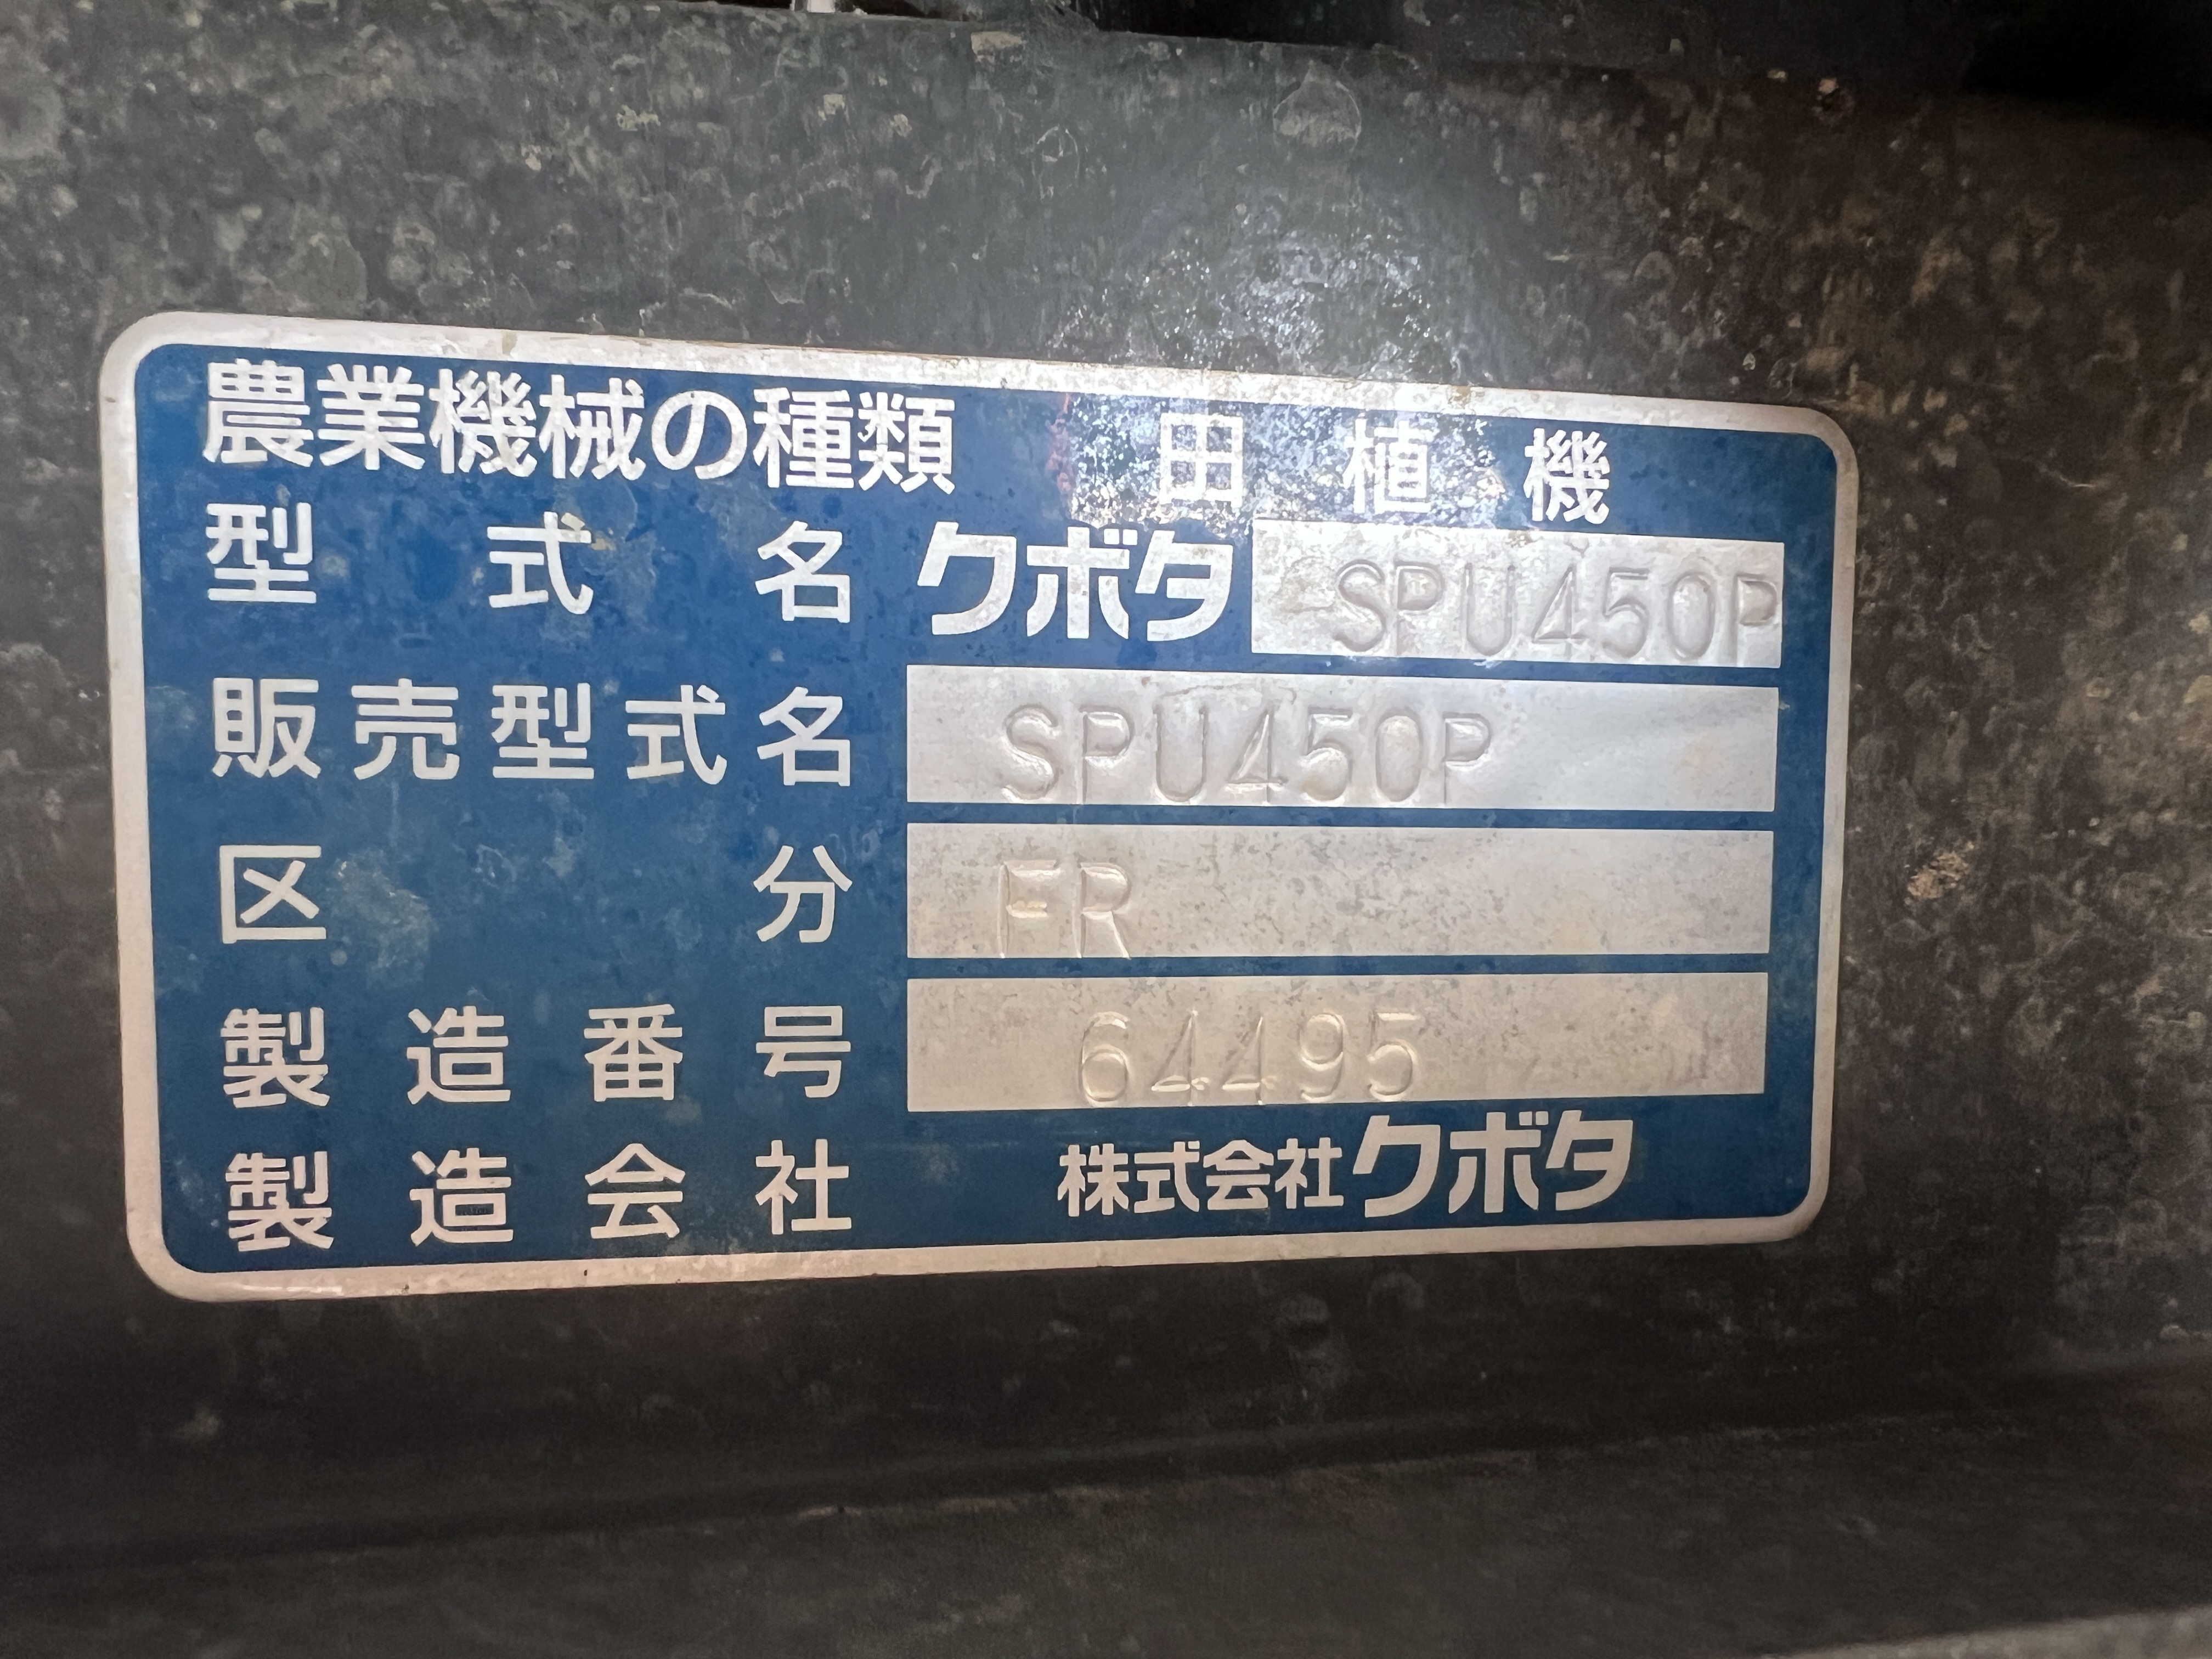 農業機械の種類 田植機
型式名 クボタ SPU450P
販売型式名 SPU450P
区分 FR
製造番号 64495
製造会社 株式会社クボタ